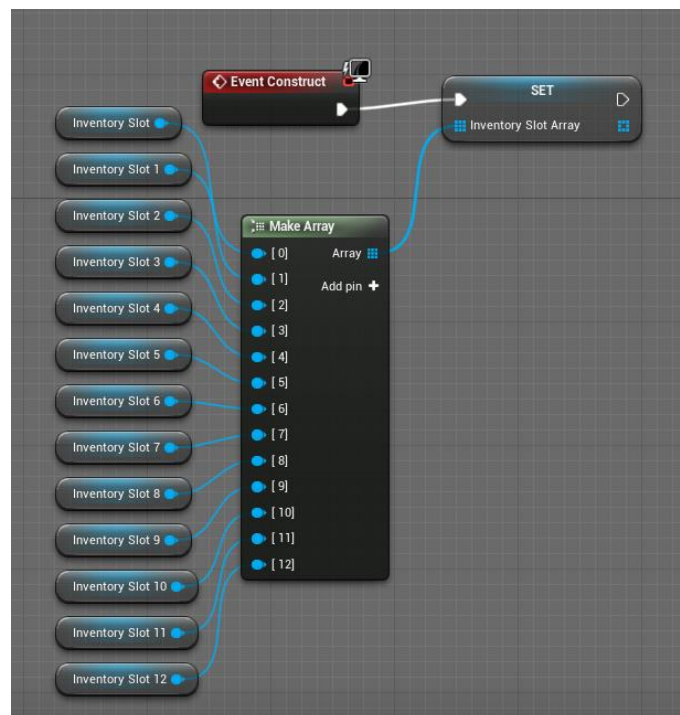 Event Construct
SET
Inventory Slot Array
Inventory Slot
Inventory Slot 1
Inventory Slot 2
Inventory Slot 3
Inventory Slot 4
Inventory Slot 5
Inventory Slot 6
Inventory Slot 7
Inventory Slot 8
Inventory Slot 9
Inventory Slot 10
Inventory Slot 11
Inventory Slot 12
Make Array
[ 0] Array
[ 1] Add pin +
[ 2]
[ 3]
[ 4]
[ 5]
[ 6]
[ 7]
[ 8]
[ 9]
[ 10]
[ 11]
[ 12]